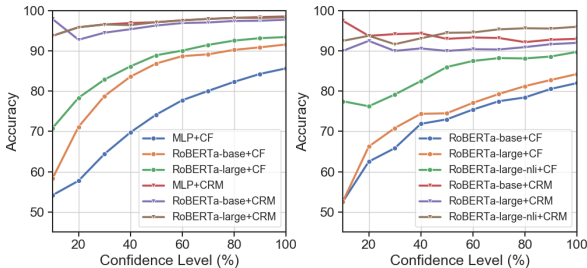 100
90
80
70
60
50
Accuracy
MLP+CF
RoBERTa-base+CF
RoBERTa-large+CF
MLP+CRM
RoBERTa-base+CRM
RoBERTa-large+CRM
20 40 60 80 100
Confidence Level (%)
100
90
80
70
60
50
Accuracy
RoBERTa-base+CF
RoBERTa-large+CF
RoBERTa-large-nli+CF
RoBERTa-base+CRM
RoBERTa-large+CRM
RoBERTa-large-nli+CRM
20 40 60 80 100
Confidence Level (%)